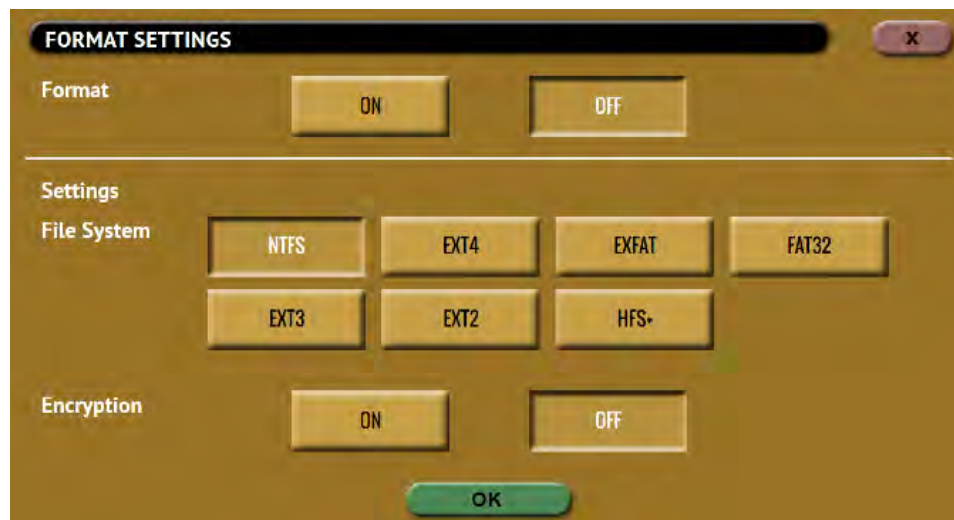 FORMAT SETTINGS X
Format ON OFF
Settings
File System NTFS EXT4 EXFAT FAT32
EXT3 EXT2 HFS+
Encryption ON OFF
OK